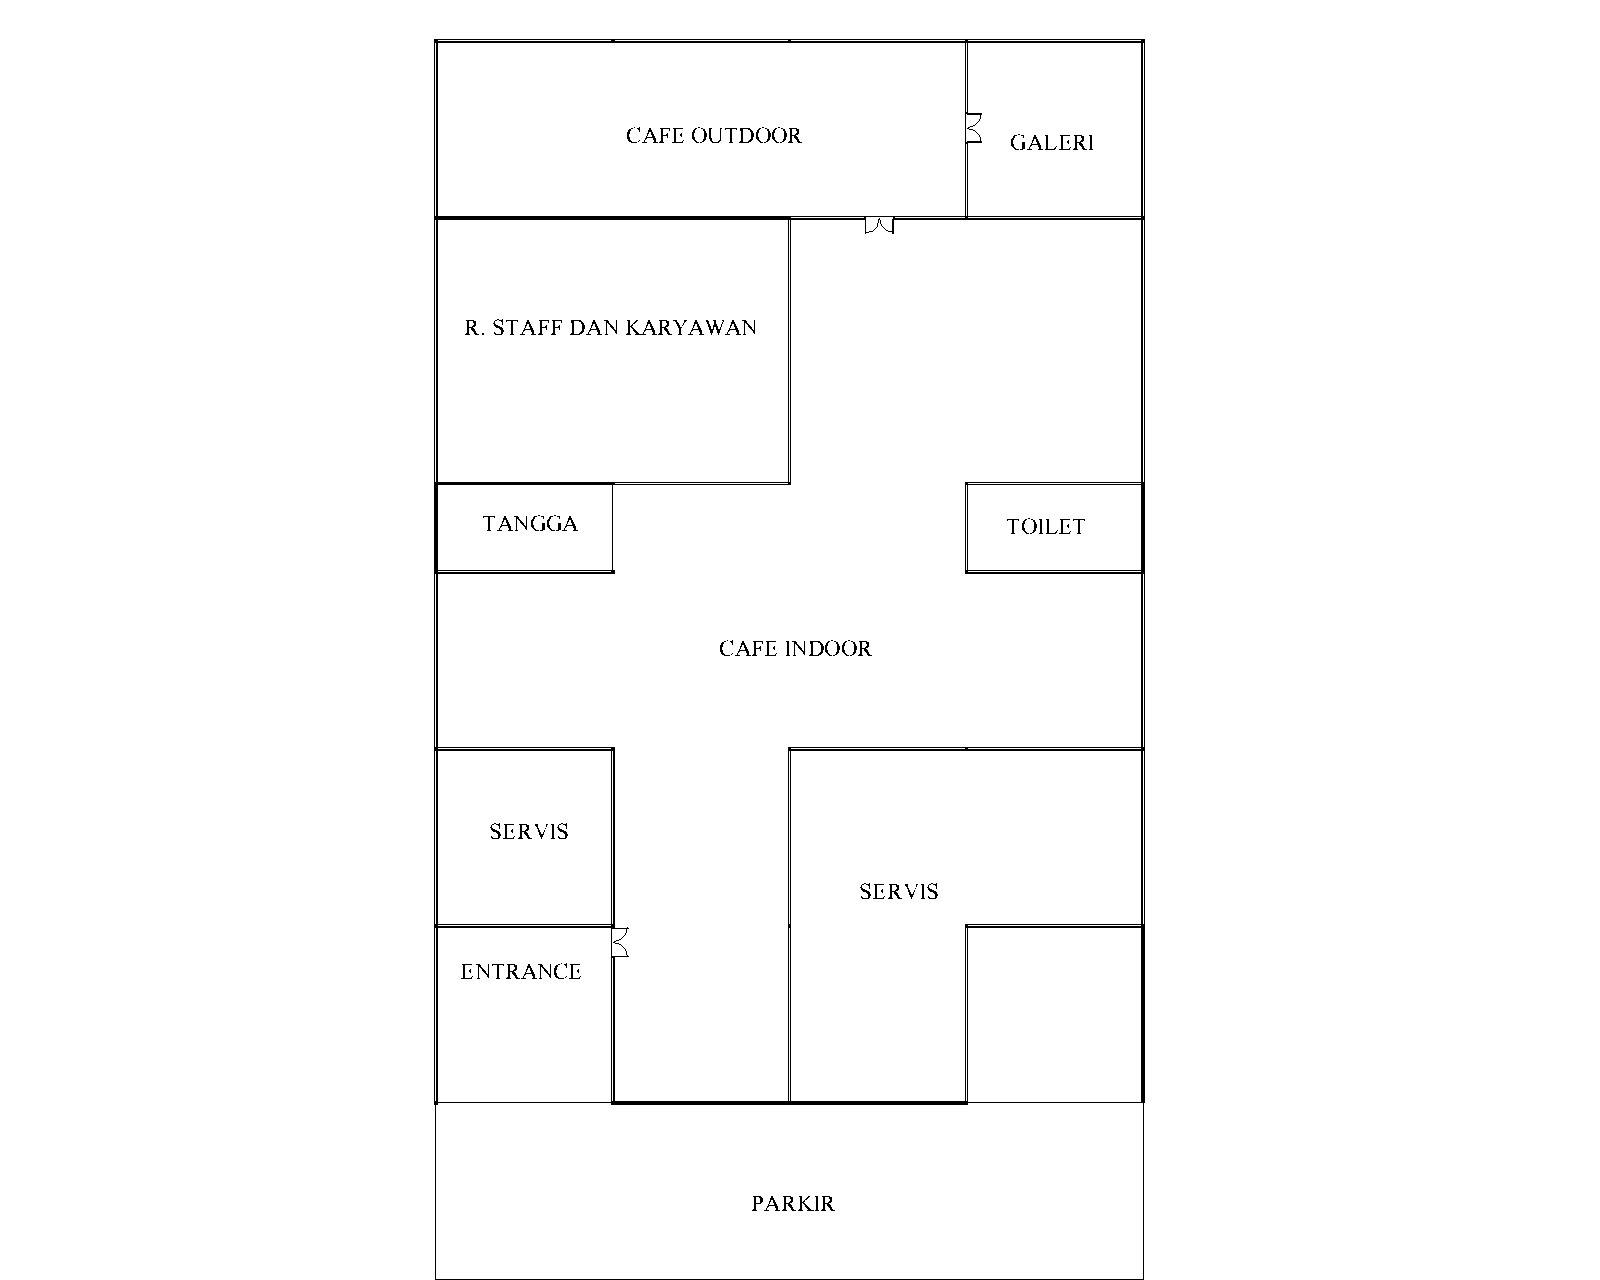 CAFE OUTDOOR
GALERI
R. STAFF DAN KARYAWAN
TANGGA
TOILET
CAFE INDOOR
SERVIS
SERVIS
ENTRANCE
PARKIR